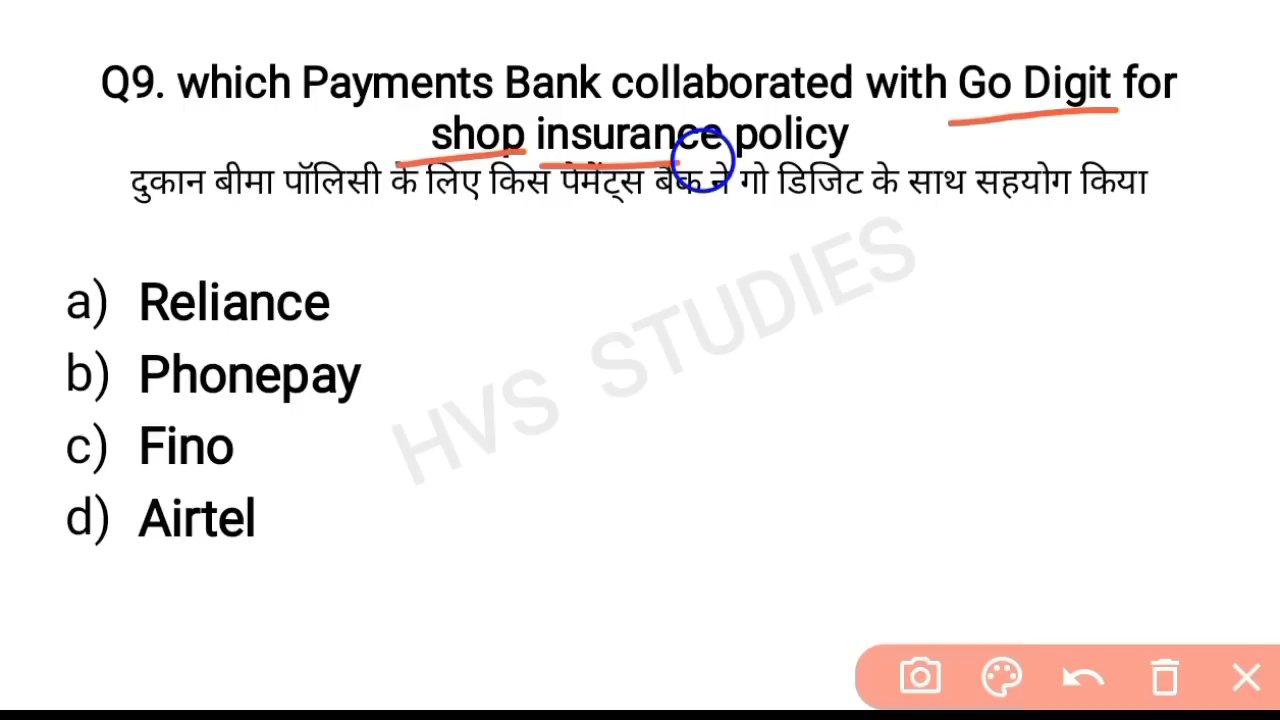 Q9. which Payments Bank collaborated with Go Digit for
shop insurance policy
दुकान बीमा पॉलिसी के लिए किस पेमेंट्स बैंक ने गो डिजिट के साथ सहयोग किया
a) Reliance
b) Phonepay
c) Fino
d) Airtel
HVS STUDIES